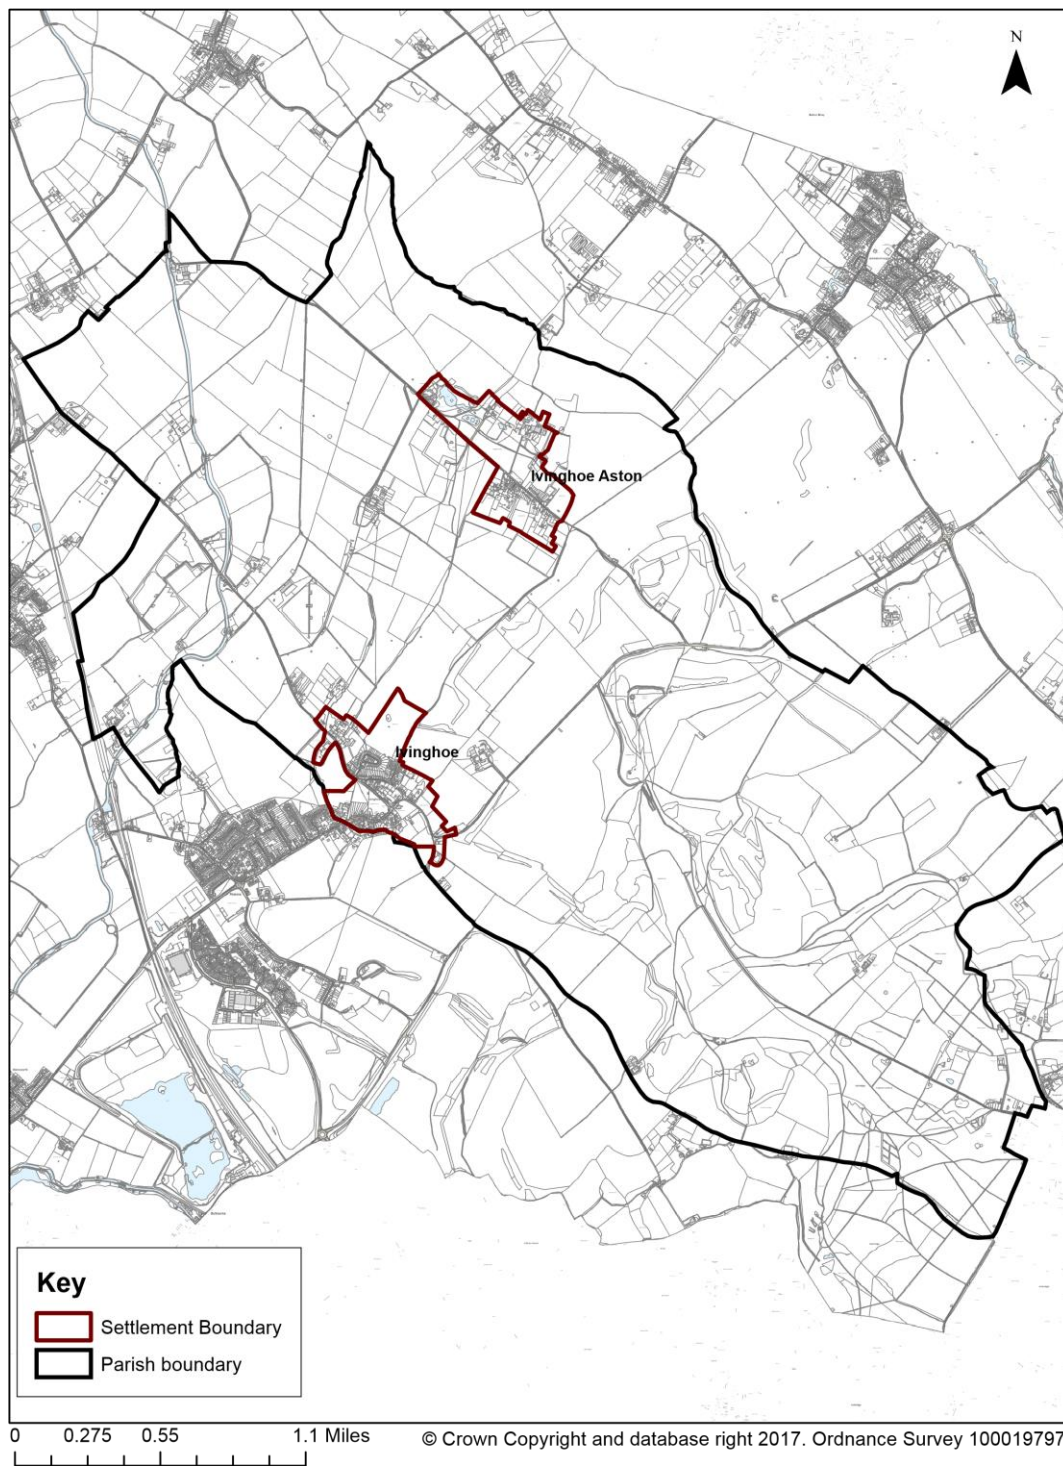 N
Ivinghoe Aston
Ivinghoe
Key
Settlement Boundary
Parish boundary
0 0.275 0.55 1.1 Miles
© Crown Copyright and database right 2017. Ordnance Survey 100019797